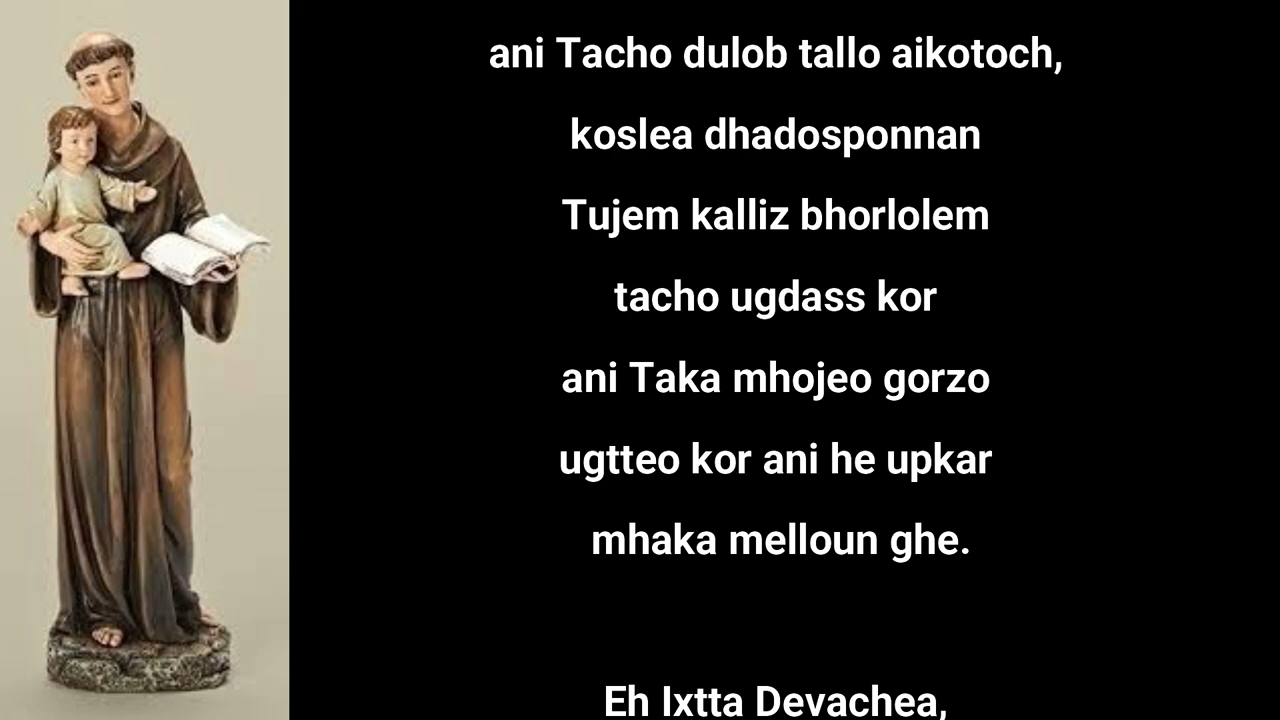 ani Tacho dulob tallo aikotoch,
koslea dhadosponnan
Tujem kalliz bhorlolem
tacho ugdass kor
ani Taka mhojeo gorzo
ugtteo kor ani he upkar
mhaka melloun ghe.
Eh Ixtta Devachea,